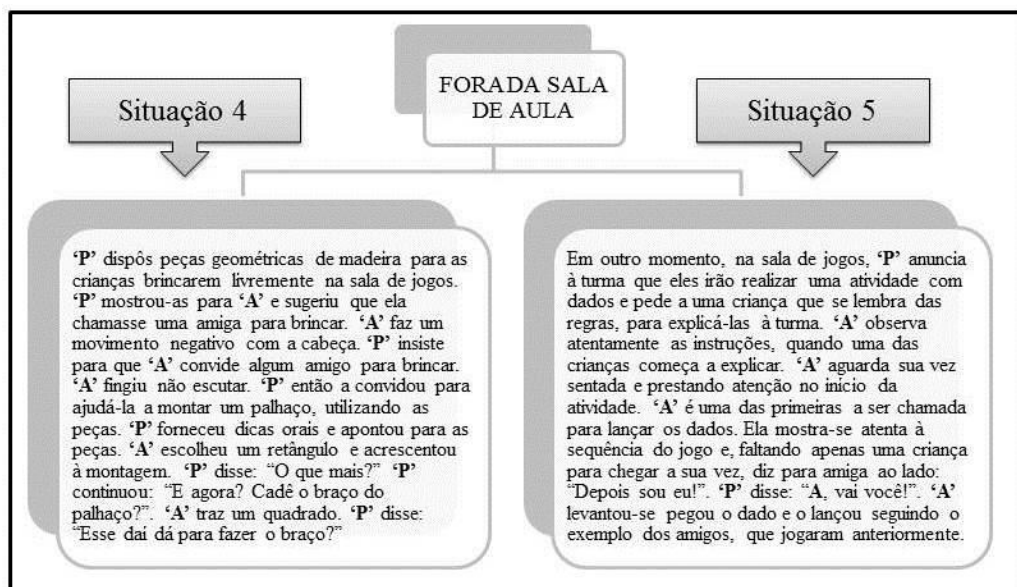 FORA DA SALA
DE AULA
Situação 4
Situação 5
‘P’ dispôs peças geométricas de madeira para as
crianças brincarem livremente na sala de jogos.
‘P’ mostrou-as para ‘A’ e sugeriu que ela
chamasse uma amiga para brincar. ‘A’ faz um
movimento negativo com a cabeça. ‘P’ insiste
para que ‘A’ convide algum amigo para brincar.
‘A’ fingiu não escutar. ‘P’ então a convidou para
ajudá-la a montar um palhaço, utilizando as
peças. ‘P’ forneceu dicas orais e apontou para as
peças. ‘A’ escolheu um retângulo e acrescentou
à montagem. ‘P’ disse: “O que mais?” ‘P’
continuou: “E agora? Cadê o braço do
palhaço?”. ‘A’ traz um quadrado. ‘P’ disse:
“Esse daí dá para fazer o braço?”
Em outro momento, na sala de jogos, ‘P’ anuncia
à turma que eles irão realizar uma atividade com
dados e pede a uma criança que se lembra das
regras, para explicá-las à turma. ‘A’ observa
atentamente as instruções, quando uma das
crianças começa a explicar. ‘A’ aguarda sua vez
sentada e prestando atenção no início da
atividade. ‘A’ é uma das primeiras a ser chamada
para lançar os dados. Ela mostra-se atenta à
sequência do jogo e, faltando apenas uma criança
para chegar a sua vez, diz para amiga ao lado:
“Depois sou eu!”. ‘P’ disse: “A, vai você!”. ‘A’
levantou-se pegou o dado e o lançou seguindo o
exemplo dos amigos, que jogaram anteriormente.